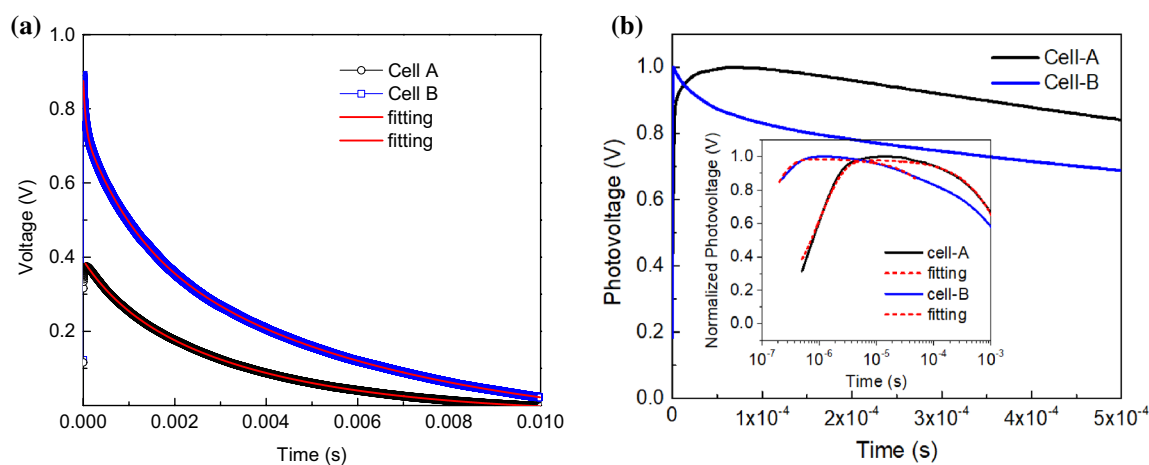 (a)
1.0
0.8
0.6
0.4
0.2
Voltage (V)
Cell A
Cell B
fitting
fitting
0.000
0.002
0.004
0.006
0.008
0.010
Time (s)
(b)
1.0
0.8
0.6
0.4
0.2
0.0
Photovoltage (V)
Cell-A
Cell-B
1.0
0.8
0.6
0.4
0.2
0.0
Normalized Photovoltage (V)
cell-A
fitting
cell-B
fitting
10⁻⁷
10⁻⁶
10⁻⁵
10⁻⁴
10⁻³
Time (s)
0
1x10⁻⁴
2x10⁻⁴
3x10⁻⁴
4x10⁻⁴
5x10⁻⁴
Time (s)